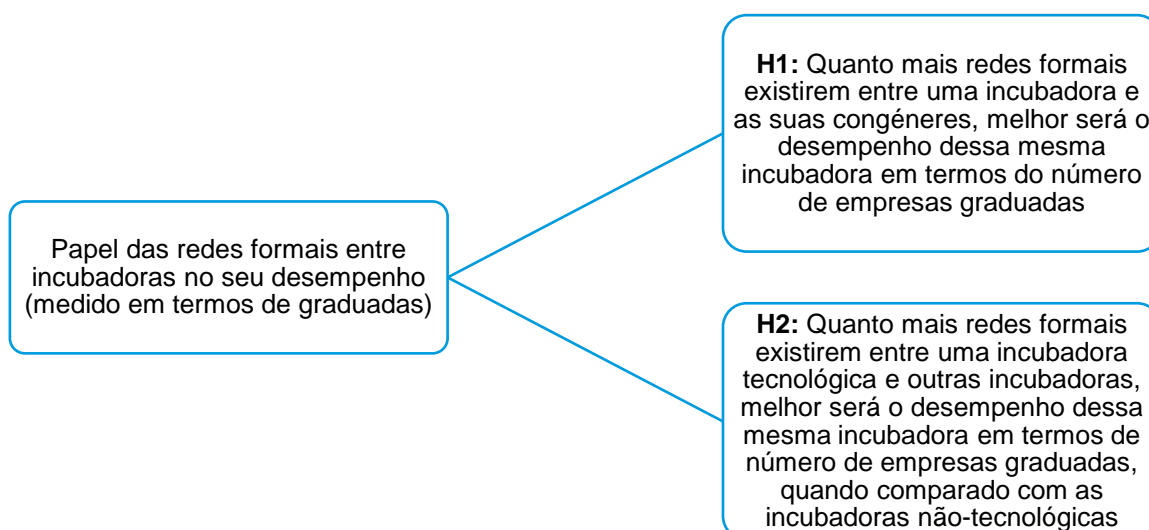 Papel das redes formais entre
incubadoras no seu desempenho
(medido em termos de graduadas)
H1: Quanto mais redes formais
existirem entre uma incubadora e
as suas congéneres, melhor será o
desempenho dessa mesma
incubadora em termos do número
de empresas graduadas
H2: Quanto mais redes formais
existirem entre uma incubadora
tecnológica e outras incubadoras,
melhor será o desempenho dessa
mesma incubadora em termos de
número de empresas graduadas,
quando comparado com as
incubadoras não-tecnológicas